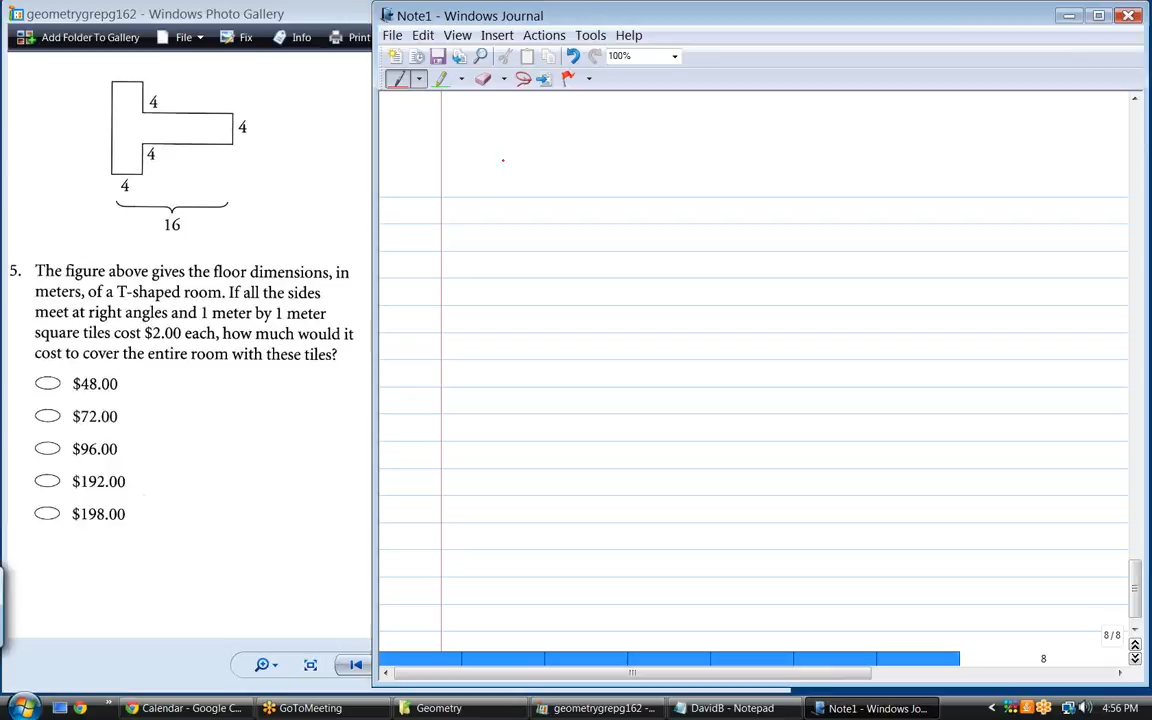 geometrygrepg162 - Windows Photo Gallery
Add Folder To Gallery File Fix Info Print
4
4
4
4
16
5. The figure above gives the floor dimensions, in
meters, of a T-shaped room. If all the sides
meet at right angles and 1 meter by 1 meter
square tiles cost $2.00 each, how much would it
cost to cover the entire room with these tiles?
$48.00
$72.00
$96.00
$192.00
$198.00
Note1 - Windows Journal
File Edit View Insert Actions Tools Help
100%
8/8
8
Calendar - Google C... GoToMeeting Geometry geometrygrepg162 -... DavidB - Notepad Note1 - Windows Jo... 4:56 PM